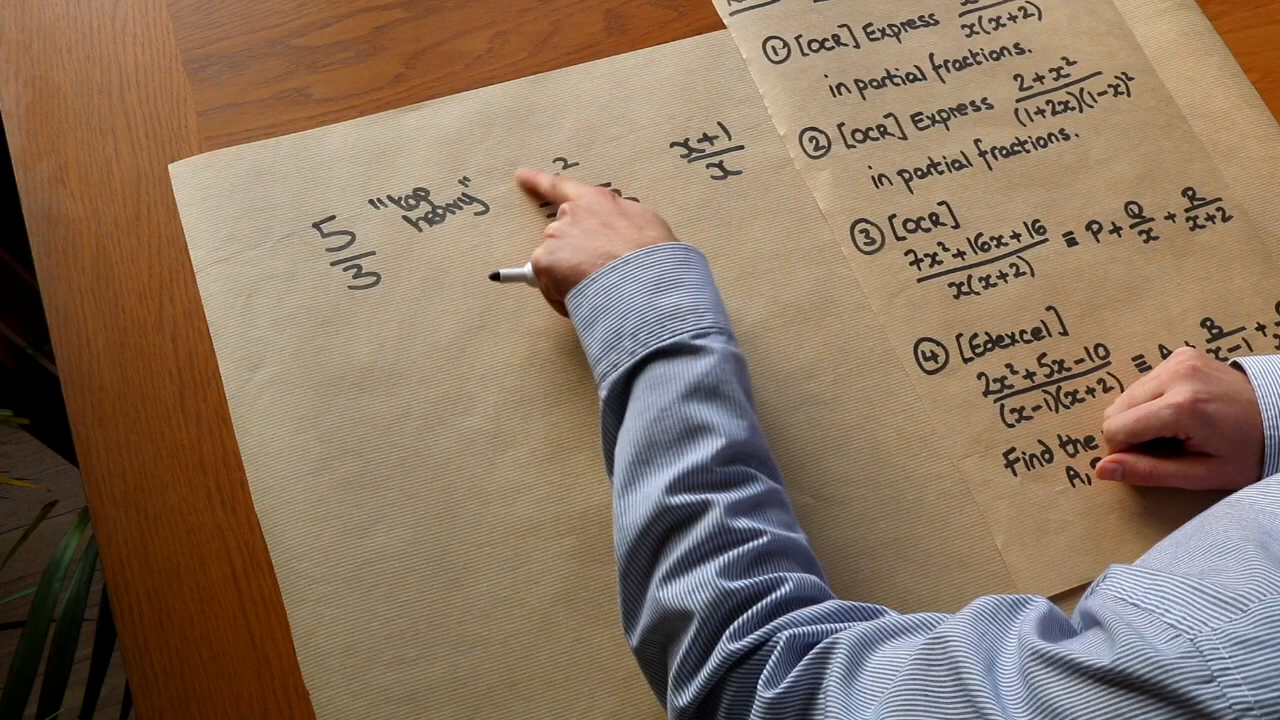 5/3
"top
heavy"
2
x+1/x
x(x+2)
① [OCR] Express
in partial fractions.
② [OCR] Express 2+x²/(1+2x)(1-x)²
in partial fractions.
③ [OCR]
7x²+16x+16/x(x+2) ≡ P + Q/x + R/x+2
④ [Edexcel]
2x²+5x-10/(x-1)(x+2) ≡ A + B/x-1 +
Find the
A,